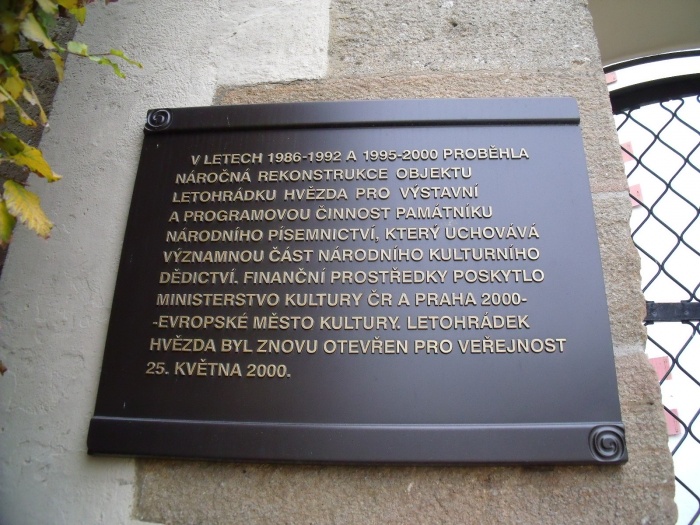 V LETECH 1986-1992 A 1995-2000 PROBĚHLA
NÁROČNÁ REKONSTRUKCE OBJEKTU
LETOHRÁDKU HVĚZDA PRO VÝSTAVNÍ
A PROGRAMOVOU ČINNOST PAMÁTNÍKU
NÁRODNÍHO PÍSEMNICTVÍ, KTERÝ UCHOVÁVÁ
VÝZNAMNOU ČÁST NÁRODNÍHO KULTURNÍHO
DĚDICTVÍ. FINANČNÍ PROSTŘEDKY POSKYTLO
MINISTERSTVO KULTURY ČR A PRAHA 2000-
-EVROPSKÉ MĚSTO KULTURY. LETOHRÁDEK
HVĚZDA BYL ZNOVU OTEVŘEN PRO VEŘEJNOST
25. KVĚTNA 2000.